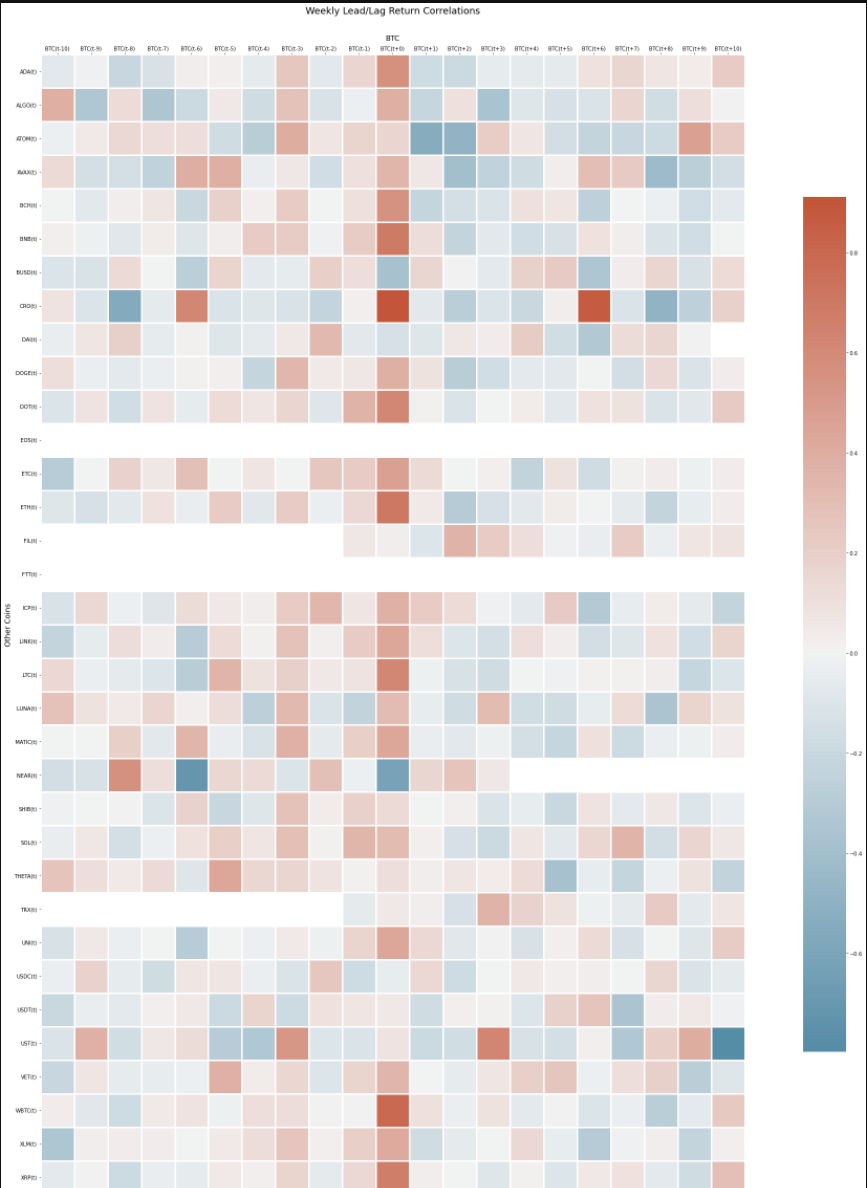 Weekly Lead/Lag Return Correlations
BTC
BTC(t-10) BTC(t-9) BTC(t-8) BTC(t-7) BTC(t-6) BTC(t-5) BTC(t-4) BTC(t-3) BTC(t-2) BTC(t-1) BTC(t+0) BTC(t+1) BTC(t+2) BTC(t+3) BTC(t+4) BTC(t+5) BTC(t+6) BTC(t+7) BTC(t+8) BTC(t+9) BTC(t+10)
Other Coins
ADA(t)
ALGO(t)
ATOM(t)
AVAX(t)
BCH(t)
BNB(t)
BUSD(t)
CRO(t)
DAI(t)
DOGE(t)
DOT(t)
EOS(t)
ETC(t)
ETH(t)
FIL(t)
FTT(t)
ICP(t)
LINK(t)
LTC(t)
LUNA(t)
MATIC(t)
NEAR(t)
SHIB(t)
SOL(t)
THETA(t)
TRX(t)
UNI(t)
USDC(t)
USDT(t)
UST(t)
VET(t)
WBTC(t)
XLM(t)
XRP(t)
0.8
0.6
0.4
0.2
0.0
−0.2
−0.4
−0.6